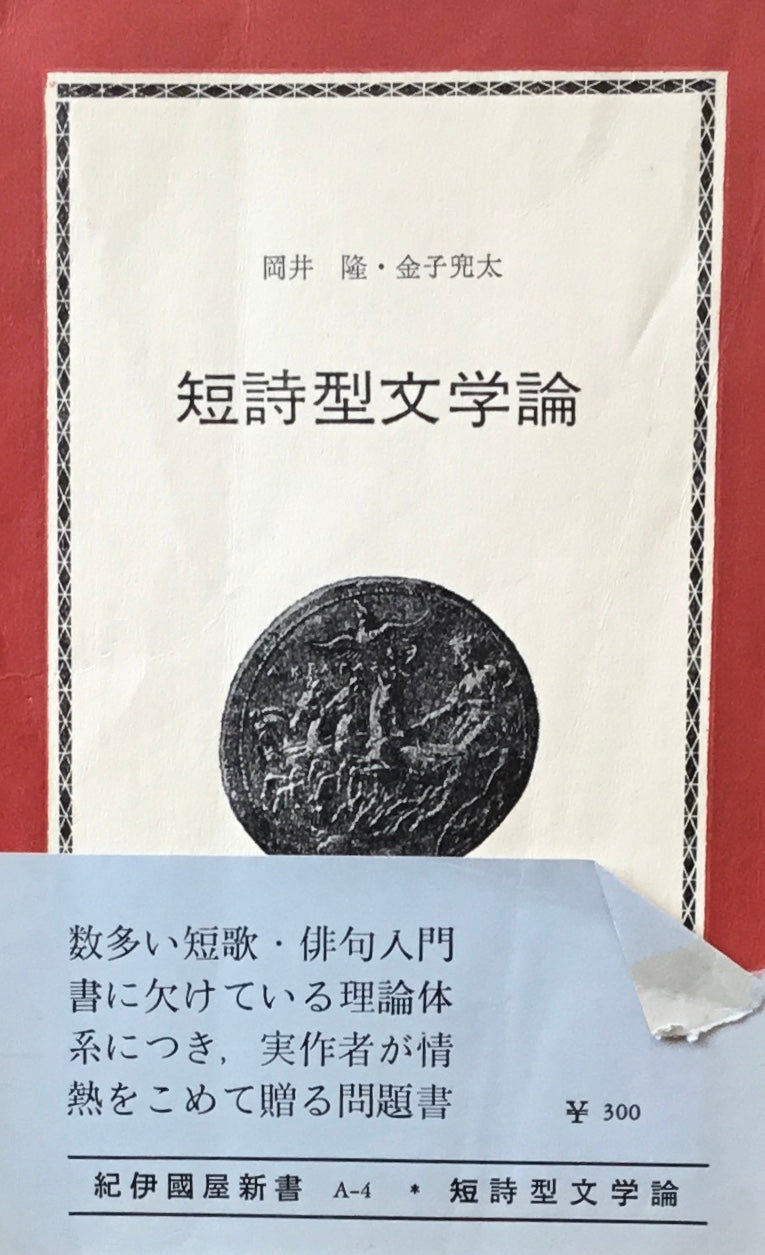 岡井 隆・金子兜太
短詩型文学論
数多い短歌・俳句入門
書に欠けている理論体
系につき，実作者が情
熱をこめて贈る問題書
¥ 300
紀伊國屋新書 A-4 * 短詩型文学論